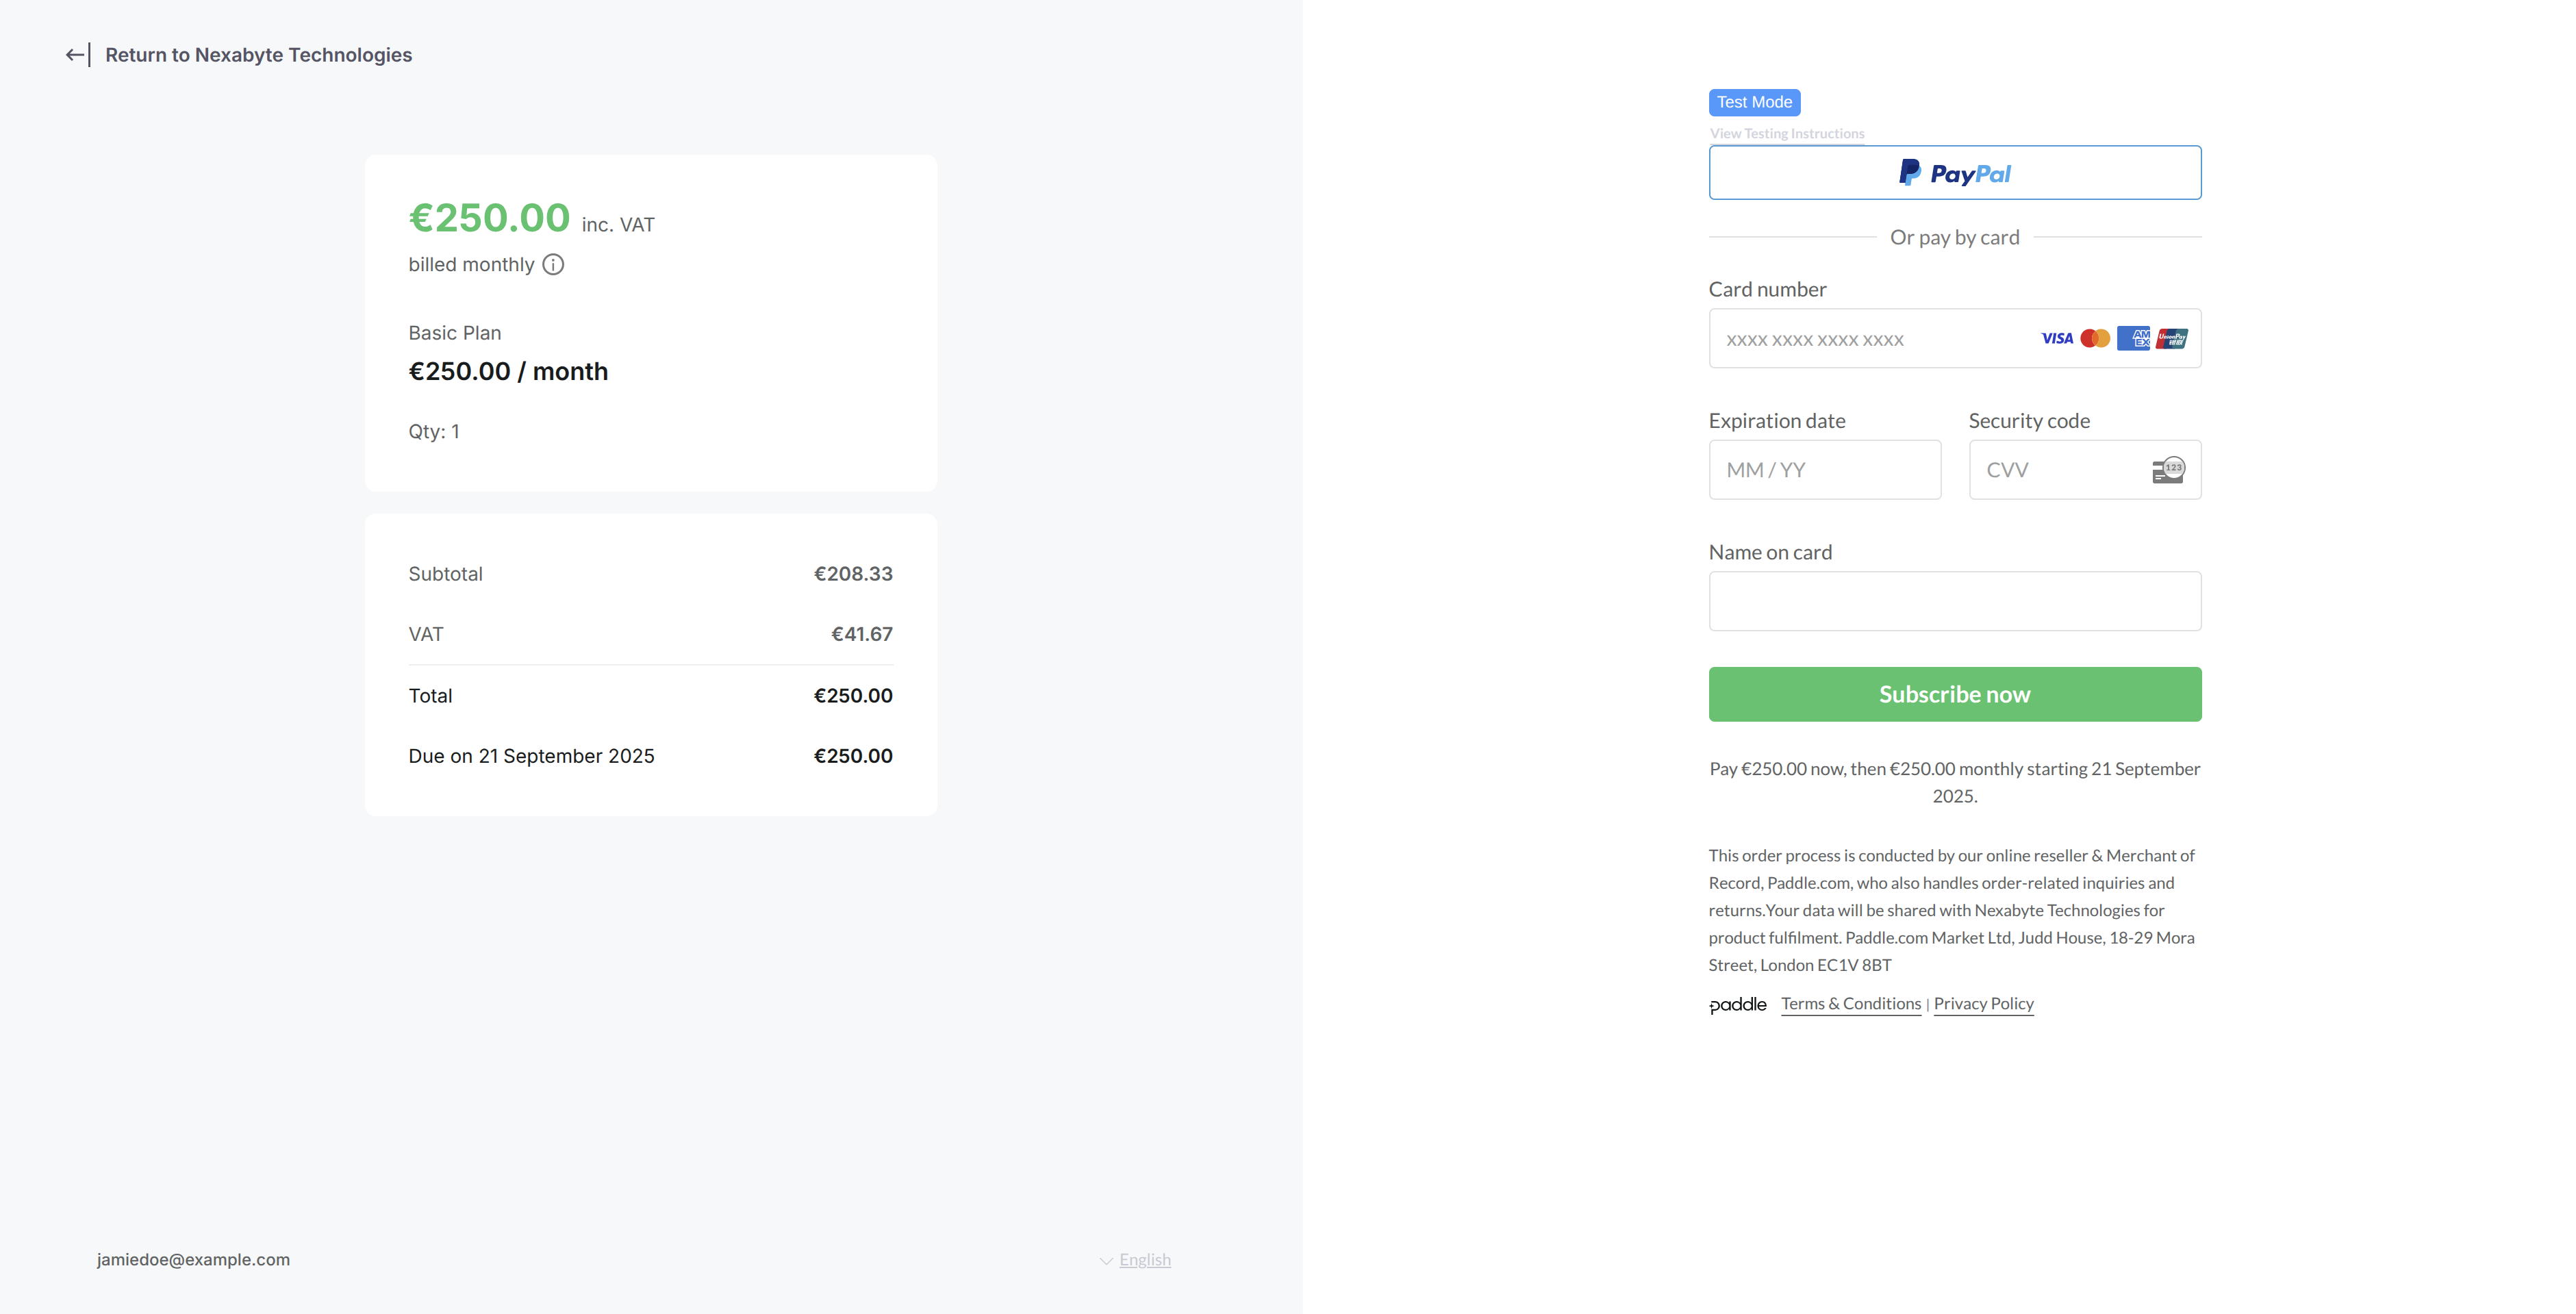 Return to Nexabyte Technologies
€250.00 inc. VAT
billed monthly
Basic Plan
€250.00 / month
Qty: 1
Subtotal €208.33
VAT €41.67
Total €250.00
Due on 21 September 2025 €250.00
jamiedoe@example.com
English
Test Mode
View Testing Instructions
PayPal
Or pay by card
Card number
xxxx xxxx xxxx xxxx VISA AM EX UnionPay 银联
Expiration date Security code
MM / YY CVV 123
Name on card
Subscribe now
Pay €250.00 now, then €250.00 monthly starting 21 September
2025.
This order process is conducted by our online reseller & Merchant of
Record, Paddle.com, who also handles order-related inquiries and
returns.Your data will be shared with Nexabyte Technologies for
product fulfilment. Paddle.com Market Ltd, Judd House, 18-29 Mora
Street, London EC1V 8BT
paddle Terms & Conditions | Privacy Policy